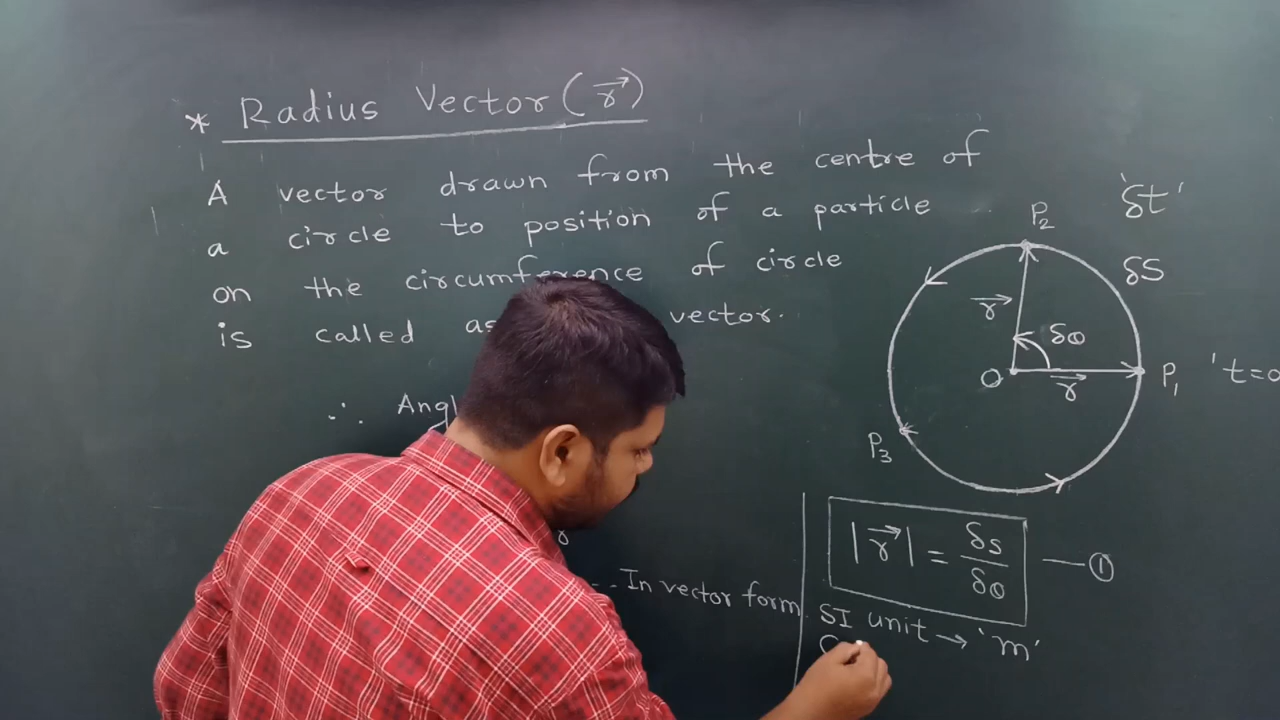 * Radius Vector (r⃗)
A vector drawn from the centre of
a circle to position of a particle
on the circumference of circle
is called as vector.
∴ Angl
-- In vector form
'δt'
P₂
δS
r⃗
δθ
O
r⃗
P₁ 't=0
P₃
|r⃗| = δs/δθ — ①
SI unit → 'm'
C